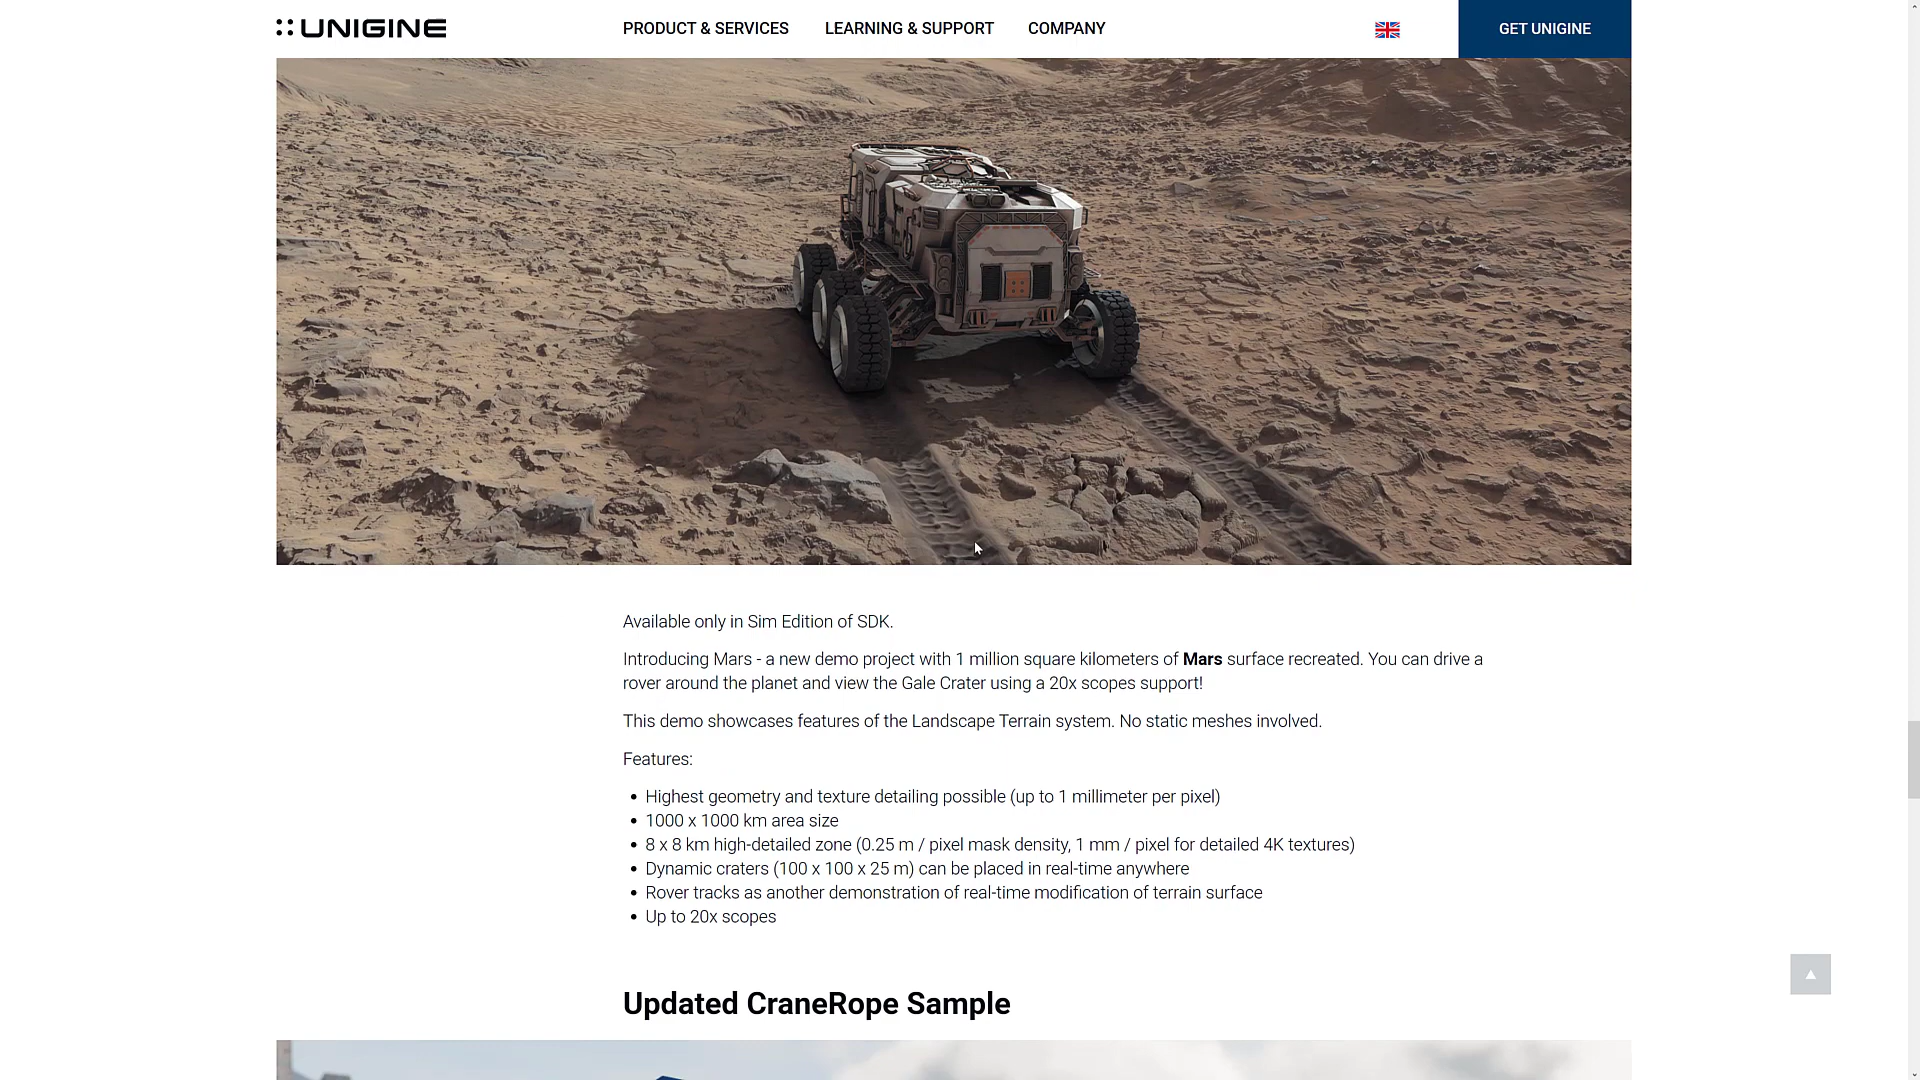 UNIGINE
PRODUCT & SERVICES
LEARNING & SUPPORT
COMPANY
GET UNIGINE
Available only in Sim Edition of SDK.
Introducing Mars - a new demo project with 1 million square kilometers of Mars surface recreated. You can drive a
rover around the planet and view the Gale Crater using a 20x scopes support!
This demo showcases features of the Landscape Terrain system. No static meshes involved.
Features:
• Highest geometry and texture detailing possible (up to 1 millimeter per pixel)
• 1000 x 1000 km area size
• 8 x 8 km high-detailed zone (0.25 m / pixel mask density, 1 mm / pixel for detailed 4K textures)
• Dynamic craters (100 x 100 x 25 m) can be placed in real-time anywhere
• Rover tracks as another demonstration of real-time modification of terrain surface
• Up to 20x scopes
Updated CraneRope Sample